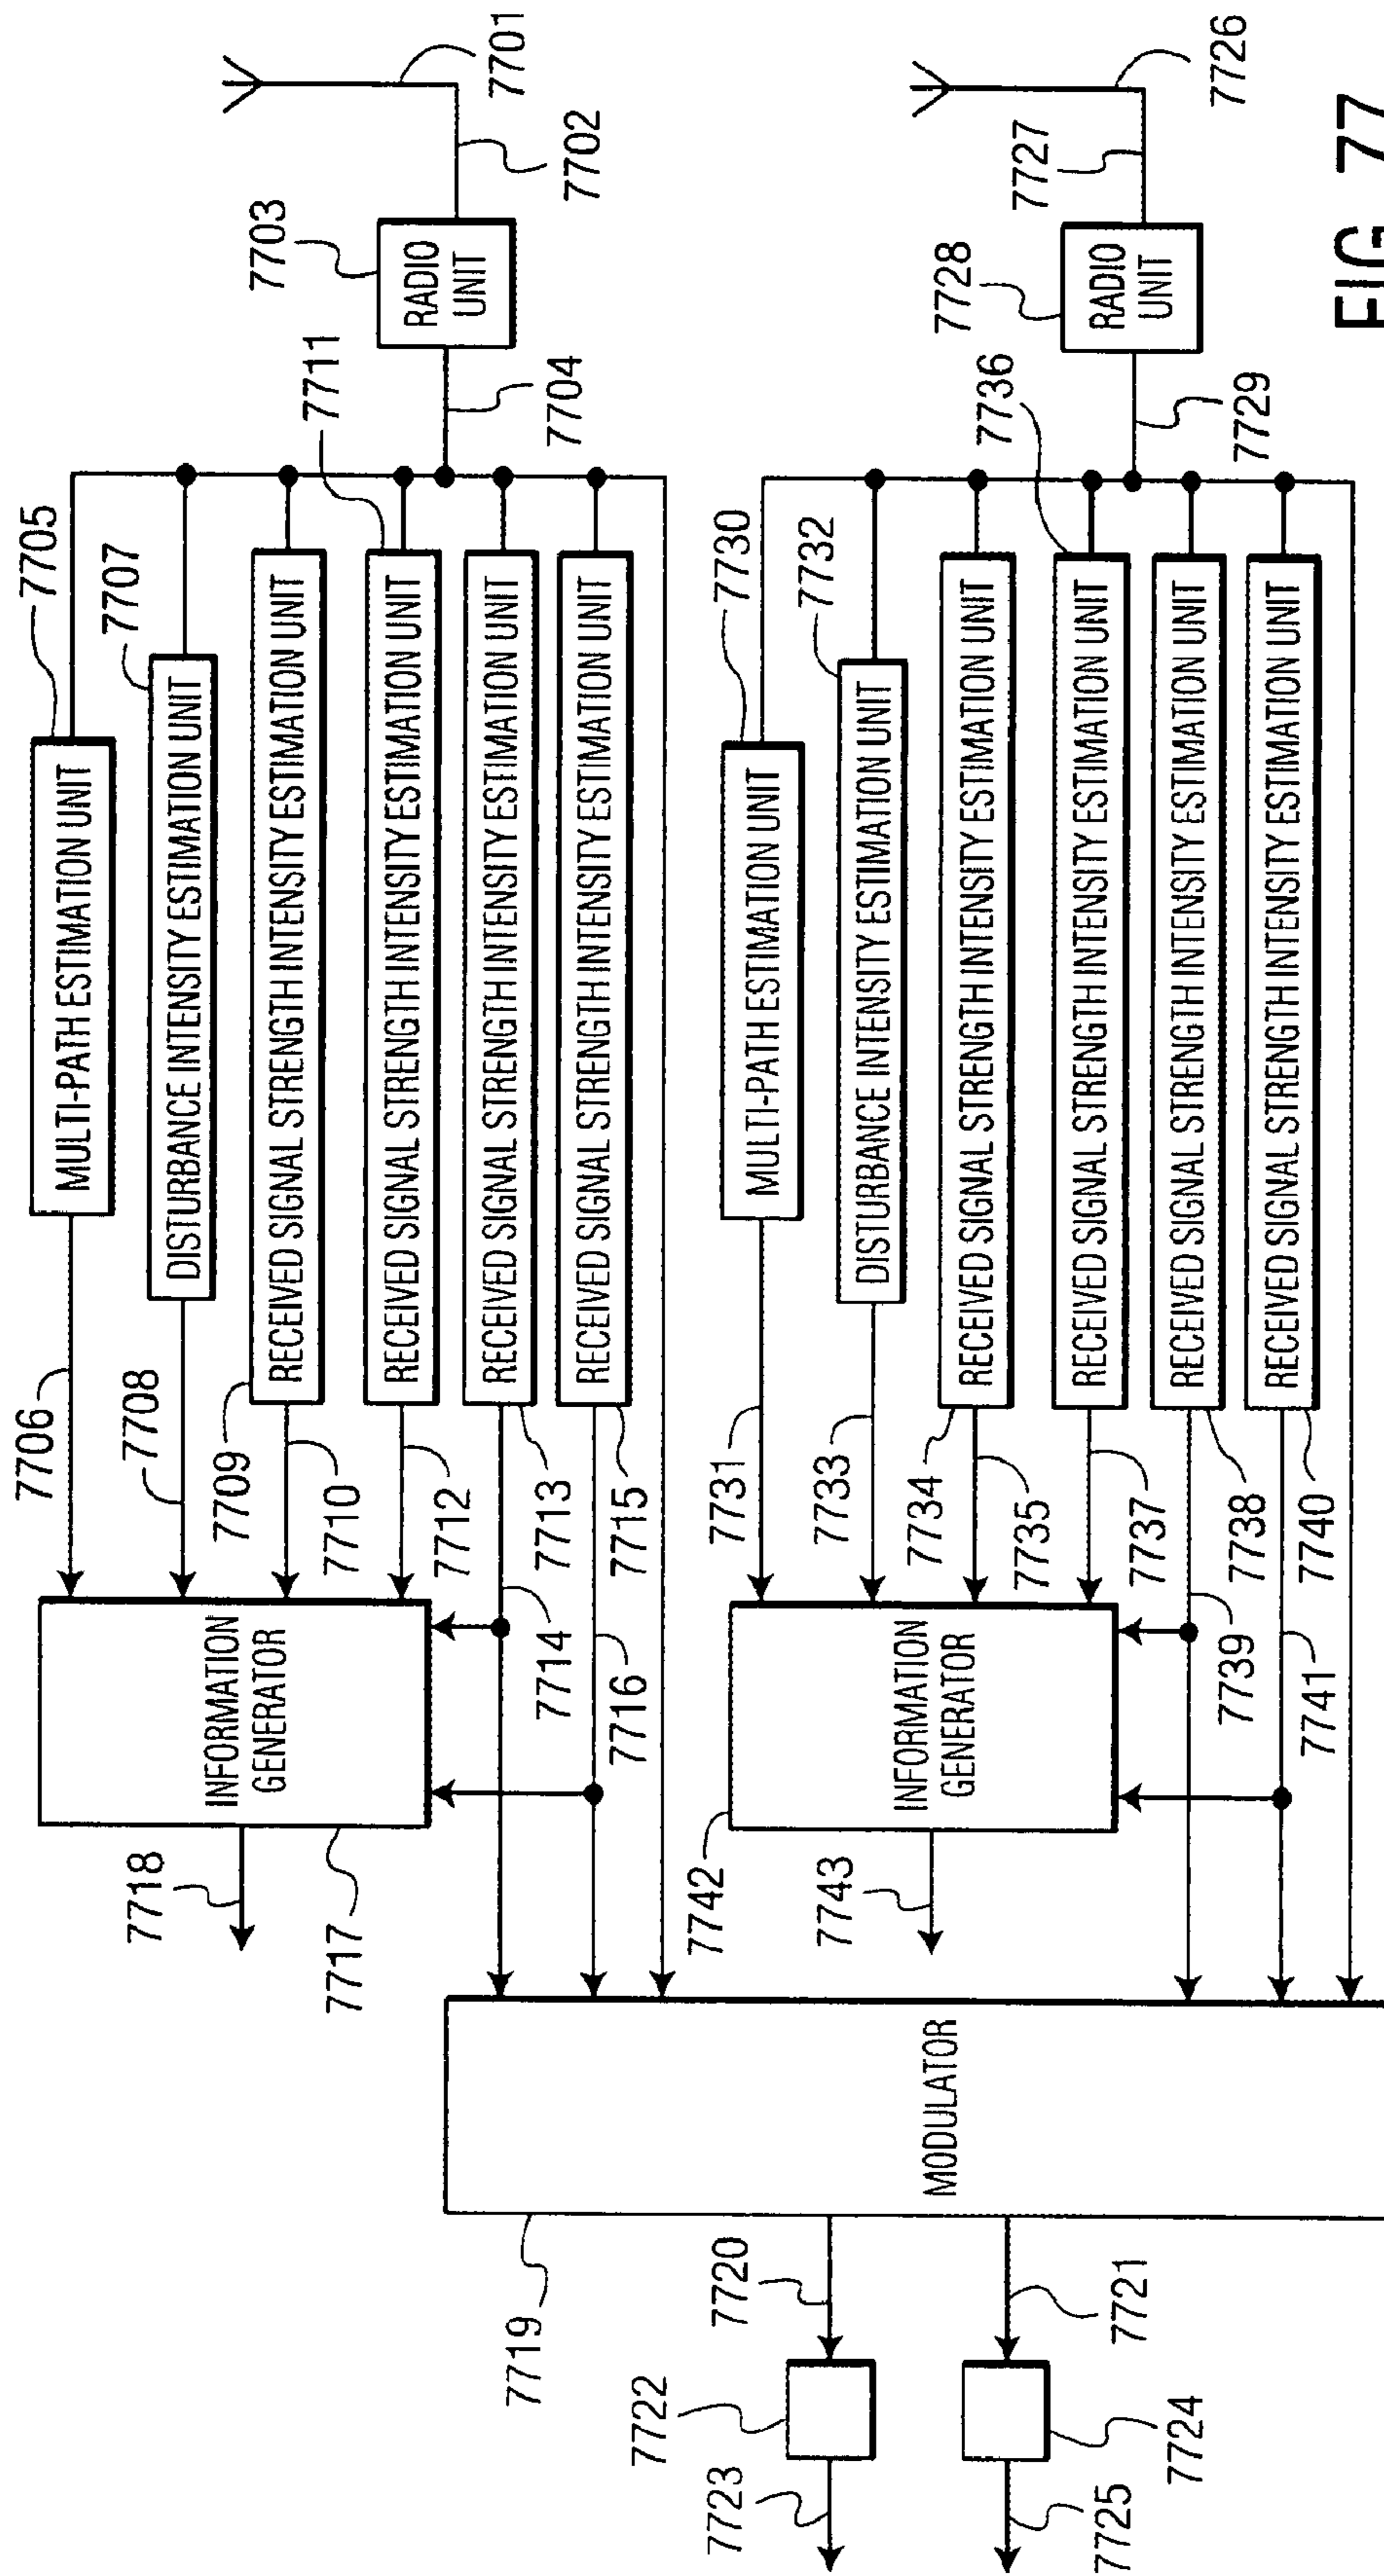 7701
7702
7703
RADIO
UNIT
7704
7705
MULTI-PATH ESTIMATION UNIT
7706
7707
DISTURBANCE INTENSITY ESTIMATION UNIT
7708
7709
RECEIVED SIGNAL STRENGTH INTENSITY ESTIMATION UNIT
7710
7711
RECEIVED SIGNAL STRENGTH INTENSITY ESTIMATION UNIT
7712
RECEIVED SIGNAL STRENGTH INTENSITY ESTIMATION UNIT
7713
7714
RECEIVED SIGNAL STRENGTH INTENSITY ESTIMATION UNIT
7715
7716
INFORMATION
GENERATOR
7717
7718
MODULATOR
7719
7720
7721
7722
7723
7724
7725
7726
7727
7728
RADIO
UNIT
7729
7730
MULTI-PATH ESTIMATION UNIT
7731
7732
DISTURBANCE INTENSITY ESTIMATION UNIT
7733
RECEIVED SIGNAL STRENGTH INTENSITY ESTIMATION UNIT
7734
7735
7736
RECEIVED SIGNAL STRENGTH INTENSITY ESTIMATION UNIT
7737
RECEIVED SIGNAL STRENGTH INTENSITY ESTIMATION UNIT
7738
7739
RECEIVED SIGNAL STRENGTH INTENSITY ESTIMATION UNIT
7740
7741
INFORMATION
GENERATOR
7742
7743
FIG. 77